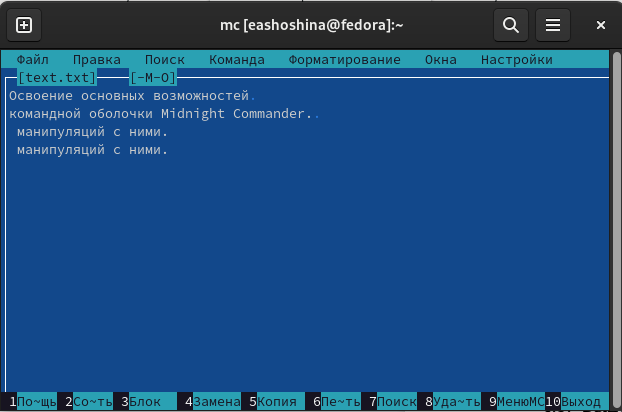 mc [eashoshina@fedora]:~
Файл Правка Поиск Команда Форматирование Окна Настройки
[text.txt] [-M-O]
Освоение основных возможностей.
командной оболочки Midnight Commander..
манипуляций с ними.
манипуляций с ними.
1По~щь 2Со~ть 3Блок 4Замена 5Копия 6Пе~ть 7Поиск 8Уда~ть 9МенюMC 10Выход